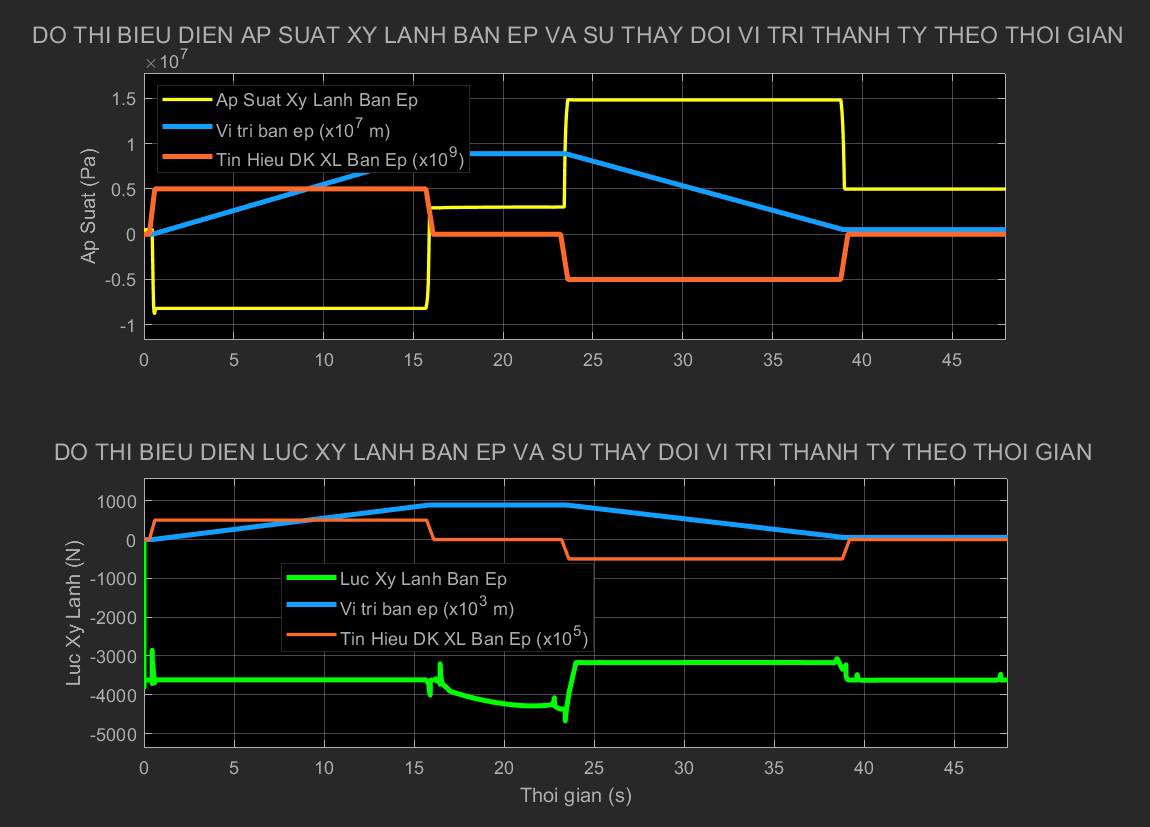 DO THI BIEU DIEN AP SUAT XY LANH BAN EP VA SU THAY DOI VI TRI THANH TY THEO THOI GIAN
×10^7
Ap Suat Xy Lanh Ban Ep
Vi tri ban ep (x10^7 m)
Tin Hieu DK XL Ban Ep (x10^9)
Ap Suat (Pa)
1.5
1
0.5
0
-0.5
-1
0 5 10 15 20 25 30 35 40 45
DO THI BIEU DIEN LUC XY LANH BAN EP VA SU THAY DOI VI TRI THANH TY THEO THOI GIAN
Luc Xy Lanh (N)
1000
0
-1000
-2000
-3000
-4000
-5000
Luc Xy Lanh Ban Ep
Vi tri ban ep (x10^3 m)
Tin Hieu DK XL Ban Ep (x10^5)
0 5 10 15 20 25 30 35 40 45
Thoi gian (s)